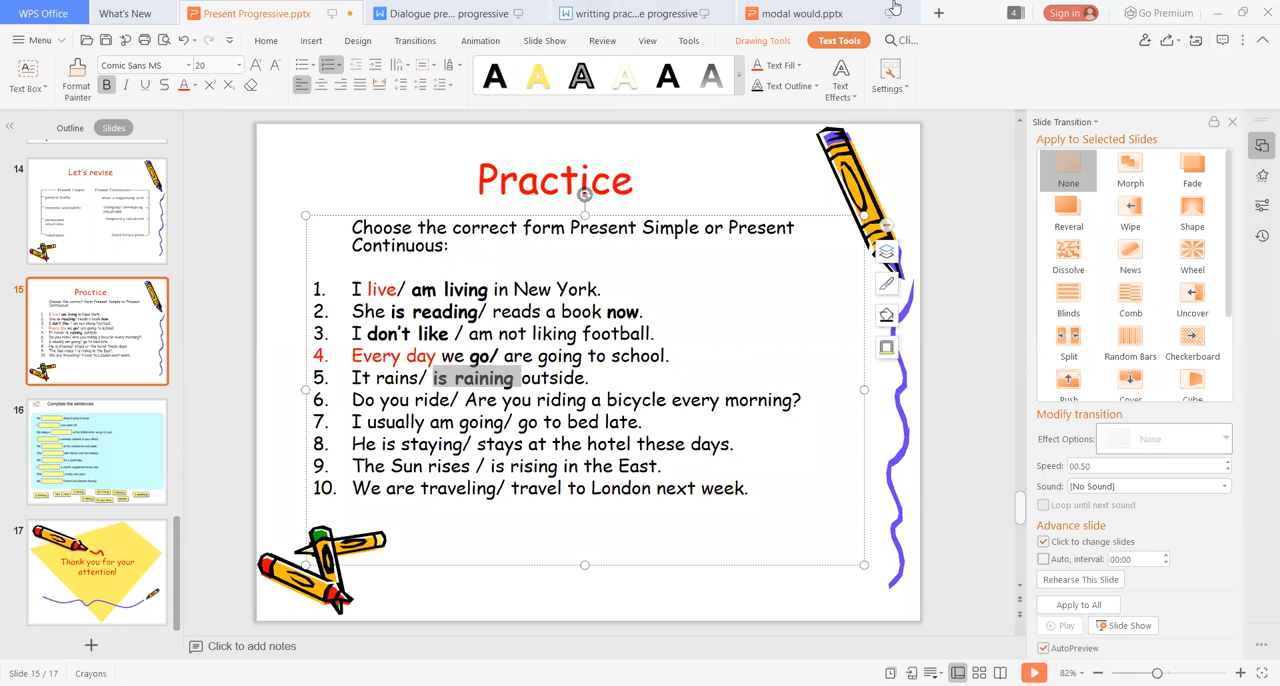 WPS Office What's New Present Progressive.pptx Dialogue pre... progressive writting prac...e progressive modal would.pptx 4 Sign in Go Premium
Menu Home Insert Design Transitions Animation Slide Show Review View Tools Drawing Tools Text Tools Cli...
Text Box Format Painter Comic Sans MS 20 Text Fill Text Outline Text Effects Settings
B I U S A X² X₂
Outline Slides
14
Let's revise
15
Practice
16
Complete the sentences
17
Thank you for your
attention!
Practice
Choose the correct form Present Simple or Present
Continuous:
1. I live/ am living in New York.
2. She is reading/ reads a book now.
3. I don't like / am not liking football.
4. Every day we go/ are going to school.
5. It rains/ is raining outside.
6. Do you ride/ Are you riding a bicycle every morning?
7. I usually am going/ go to bed late.
8. He is staying/ stays at the hotel these days.
9. The Sun rises / is rising in the East.
10. We are traveling/ travel to London next week.
Click to add notes
Slide Transition
Apply to Selected Slides
None Morph Fade
Reveral Wipe Shape
Dissolve News Wheel
Blinds Comb Uncover
Split Random Bars Checkerboard
Push Cover Cube
Modify transition
Effect Options: None
Speed: 00.50
Sound: [No Sound]
Loop until next sound
Advance slide
Click to change slides
Auto, interval: 00:00
Rehearse This Slide
Apply to All
Play Slide Show
AutoPreview
Slide 15 / 17 Crayons 82%